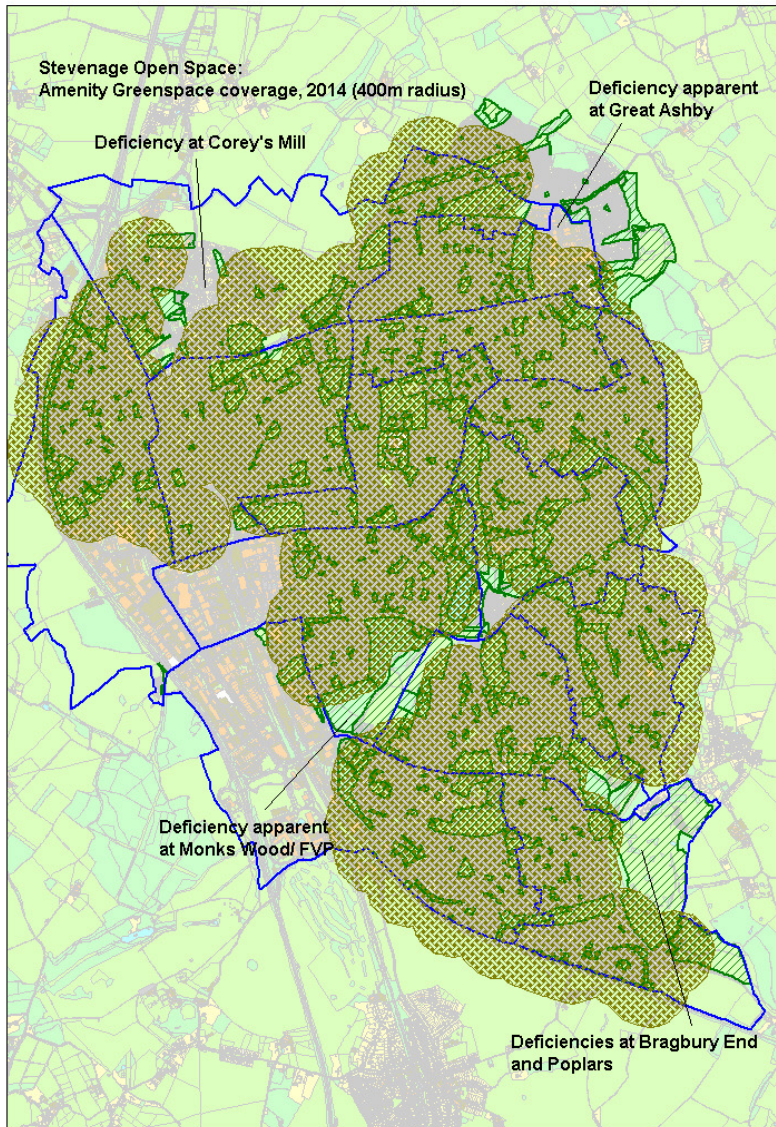 Stevenage Open Space:
Amenity Greenspace coverage, 2014 (400m radius)
Deficiency apparent
at Great Ashby
Deficiency at Corey's Mill
Deficiency apparent
at Monks Wood/ FVP
Deficiencies at Bragbury End
and Poplars